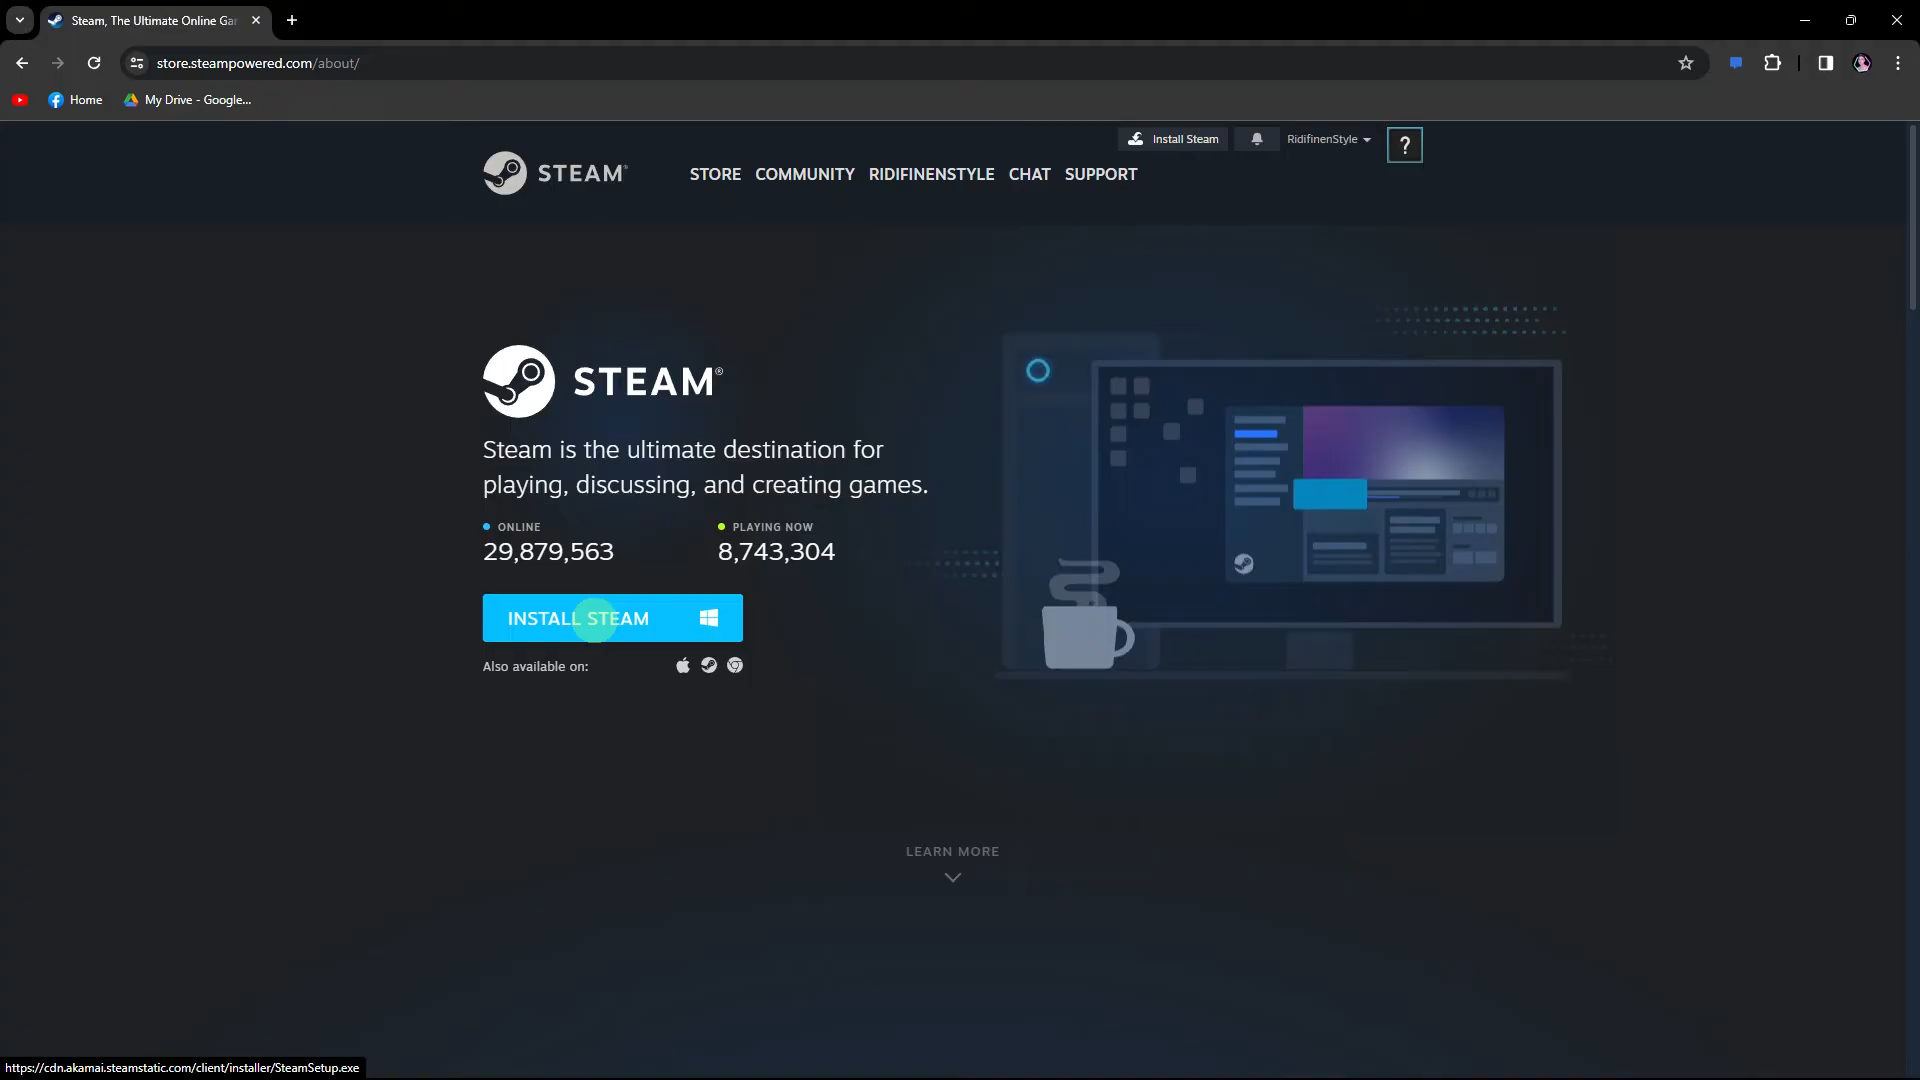 Steam, The Ultimate Online Ga
store.steampowered.com/about/
Home
My Drive - Google...
Install Steam
RidifinenStyle
?
STEAM®
STORE
COMMUNITY
RIDIFINENSTYLE
CHAT
SUPPORT
STEAM®
Steam is the ultimate destination for
playing, discussing, and creating games.
ONLINE
29,879,563
PLAYING NOW
8,743,304
INSTALL STEAM
Also available on:
LEARN MORE
https://cdn.akamai.steamstatic.com/client/installer/SteamSetup.exe